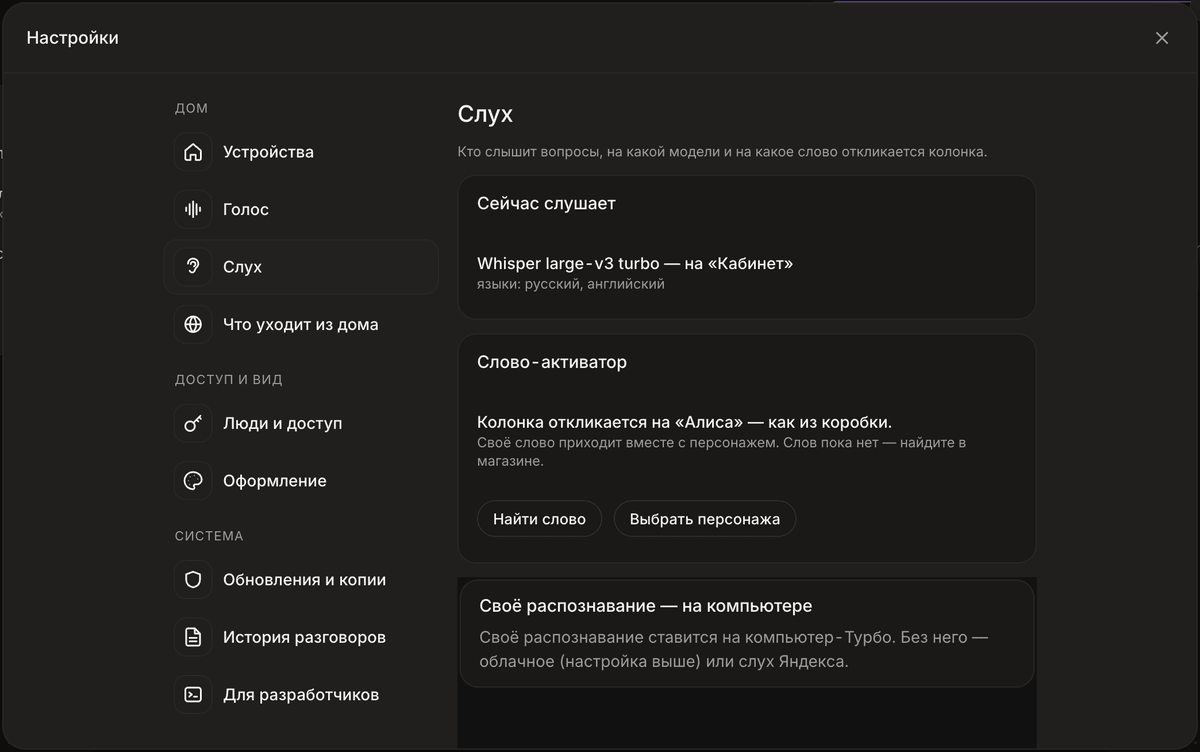 Настройки
ДОМ
Устройства
Голос
Слух
Что уходит из дома
ДОСТУП И ВИД
Люди и доступ
Оформление
СИСТЕМА
Обновления и копии
История разговоров
Для разработчиков
Слух
Кто слышит вопросы, на какой модели и на какое слово откликается колонка.
Сейчас слушает
Whisper large-v3 turbo — на «Кабинет»
языки: русский, английский
Слово-активатор
Колонка откликается на «Алиса» — как из коробки.
Своё слово приходит вместе с персонажем. Слов пока нет — найдите в
магазине.
Найти слово
Выбрать персонажа
Своё распознавание — на компьютере
Своё распознавание ставится на компьютер-Турбо. Без него —
облачное (настройка выше) или слух Яндекса.